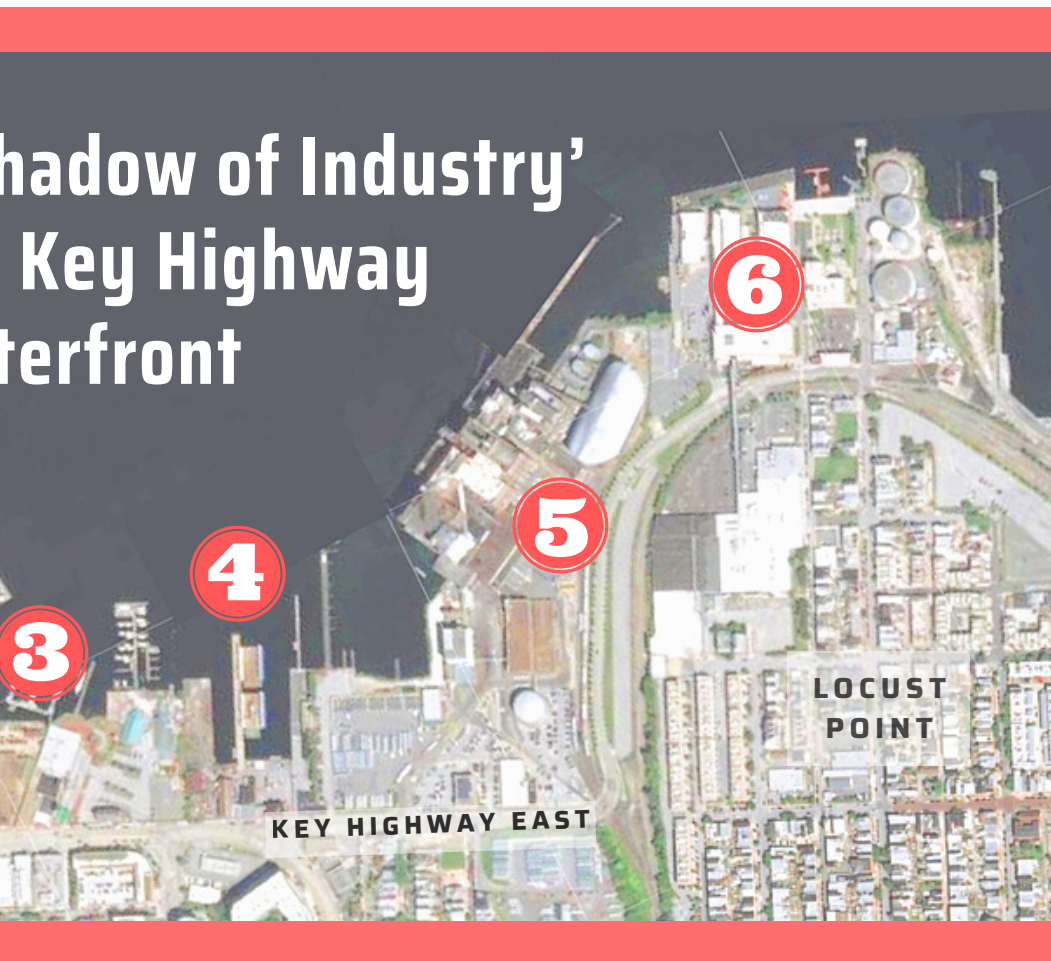 hadow of Industry’
Key Highway
terfront
6
5
4
3
LOCUST
POINT
KEY HIGHWAY EAST